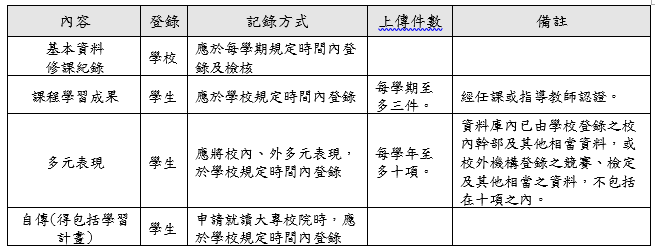 內容 登錄 記錄方式 上傳件數 備註
基本資料
修課紀錄
學校
應於每學期規定時間內登
錄及檢核
課程學習成果
學生
應於學校規定時間內登錄
每學期至
多三件。
經任課或指導教師認證。
多元表現
學生
應將校內、外多元表現，
於學校規定時間內登錄
每學年至
多十項。
資料庫內已由學校登錄之校
內幹部及其他相當資料，或
校外機構登錄之競賽、檢定
及其他相當之資料，不包括
在十項之內。
自傳(得包括學習
計畫)
學生
申請就讀大專校院時，應
於學校規定時間內登錄